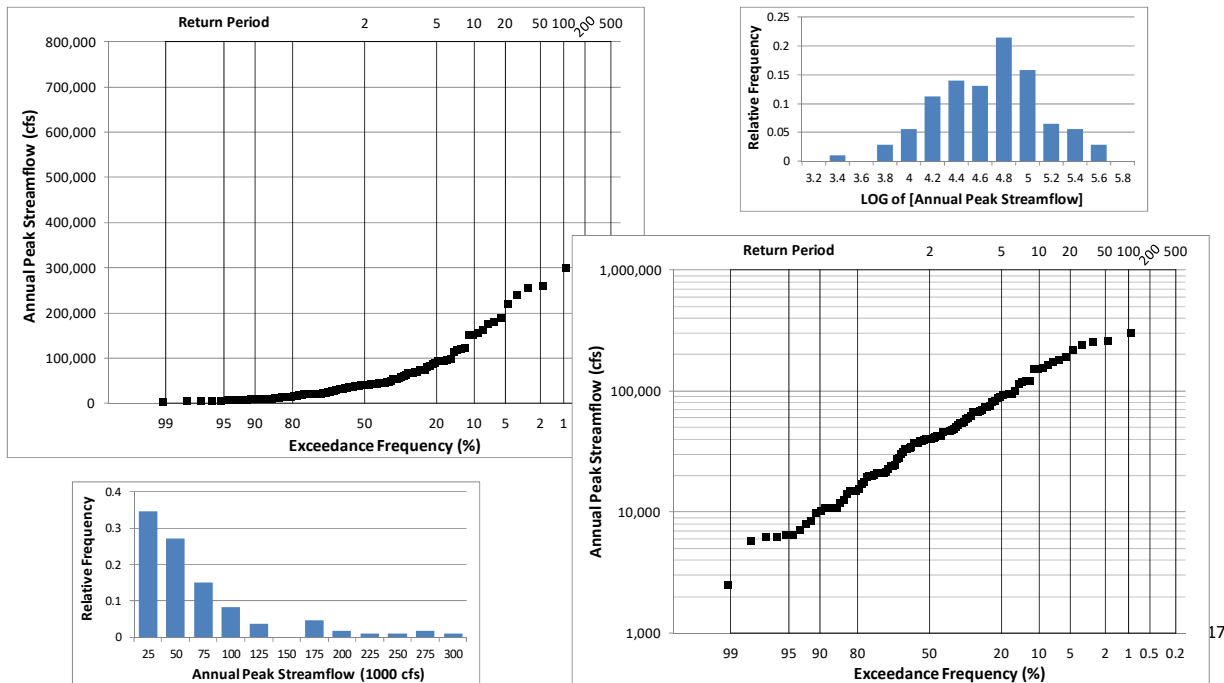 Return Period 2 5 10 20 50 100 200 500
800,000
700,000
600,000
500,000
400,000
300,000
200,000
100,000
0
Annual Peak Streamflow (cfs)
99 95 90 80 50 20 10 5 2 1
Exceedance Frequency (%)
0.25
0.2
0.15
0.1
0.05
0
Relative Frequency
3.2 3.4 3.6 3.8 4 4.2 4.4 4.6 4.8 5 5.2 5.4 5.6 5.8
LOG of [Annual Peak Streamflow]
Return Period 2 5 10 20 50 100 200 500
1,000,000
100,000
10,000
1,000
Annual Peak Streamflow (cfs)
99 95 90 80 50 20 10 5 2 1 0.5 0.2
Exceedance Frequency (%)
0.4
0.3
0.2
0.1
0
Relative Frequency
25 50 75 100 125 150 175 200 225 250 275 300
Annual Peak Streamflow (1000 cfs)
17